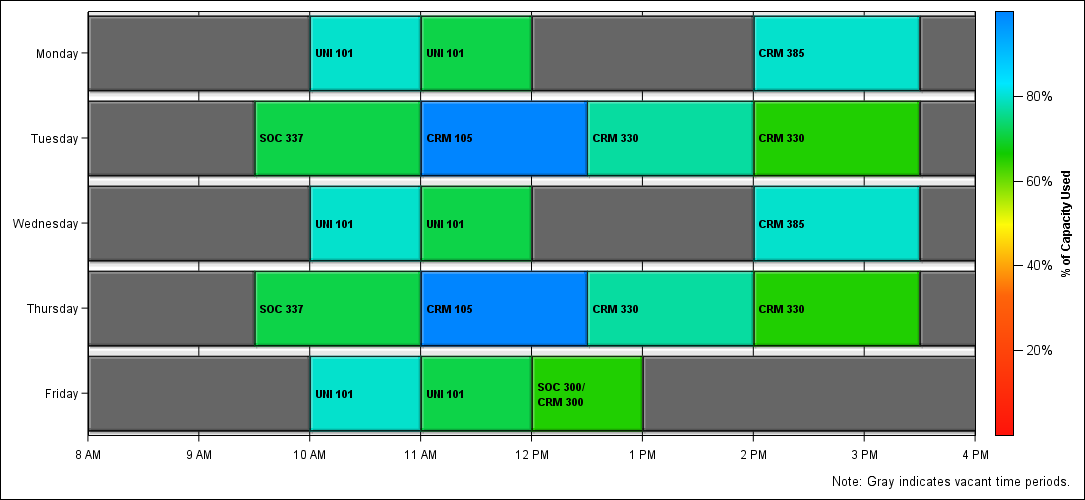 Monday
UNI 101
UNI 101
CRM 385
80%
Tuesday
SOC 337
CRM 105
CRM 330
CRM 330
60%
Wednesday
UNI 101
UNI 101
CRM 385
% of Capacity Used
40%
Thursday
SOC 337
CRM 105
CRM 330
CRM 330
20%
Friday
UNI 101
UNI 101
SOC 300/
CRM 300
8 AM
9 AM
10 AM
11 AM
12 PM
1 PM
2 PM
3 PM
4 PM
Note: Gray indicates vacant time periods.